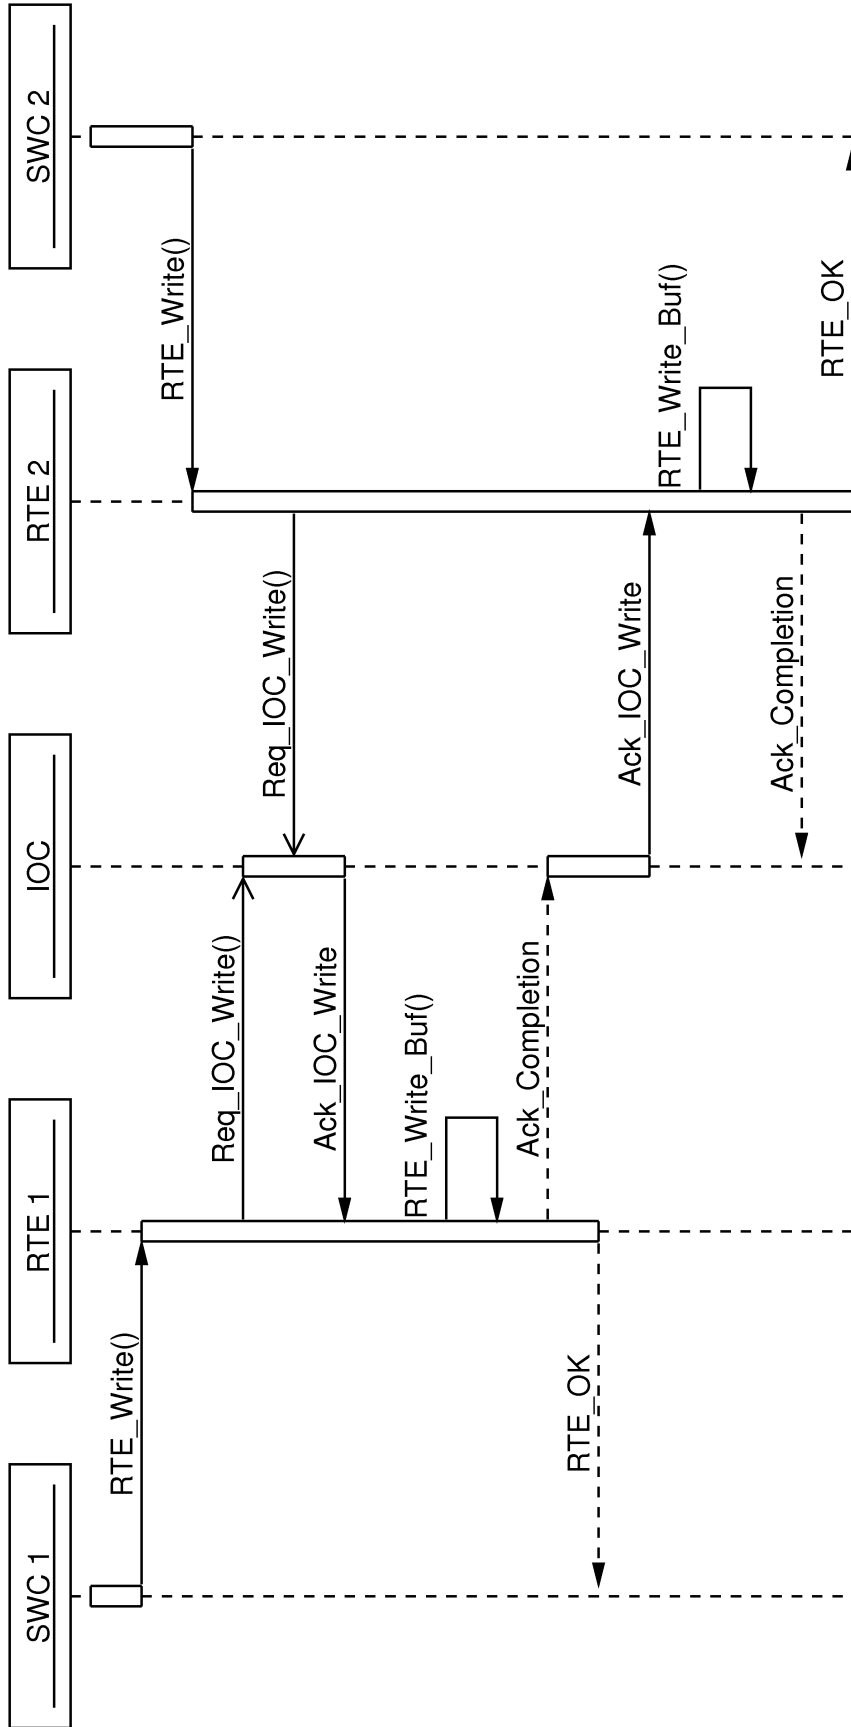 SWC 1
RTE 1
IOC
RTE 2
SWC 2
RTE_Write()
RTE_Write()
Req_IOC_Write()
Req_IOC_Write()
Ack_IOC_Write
RTE_Write_Buf()
Ack_Completion
RTE_OK
Ack_IOC_Write
RTE_Write_Buf()
Ack_Completion
RTE_OK